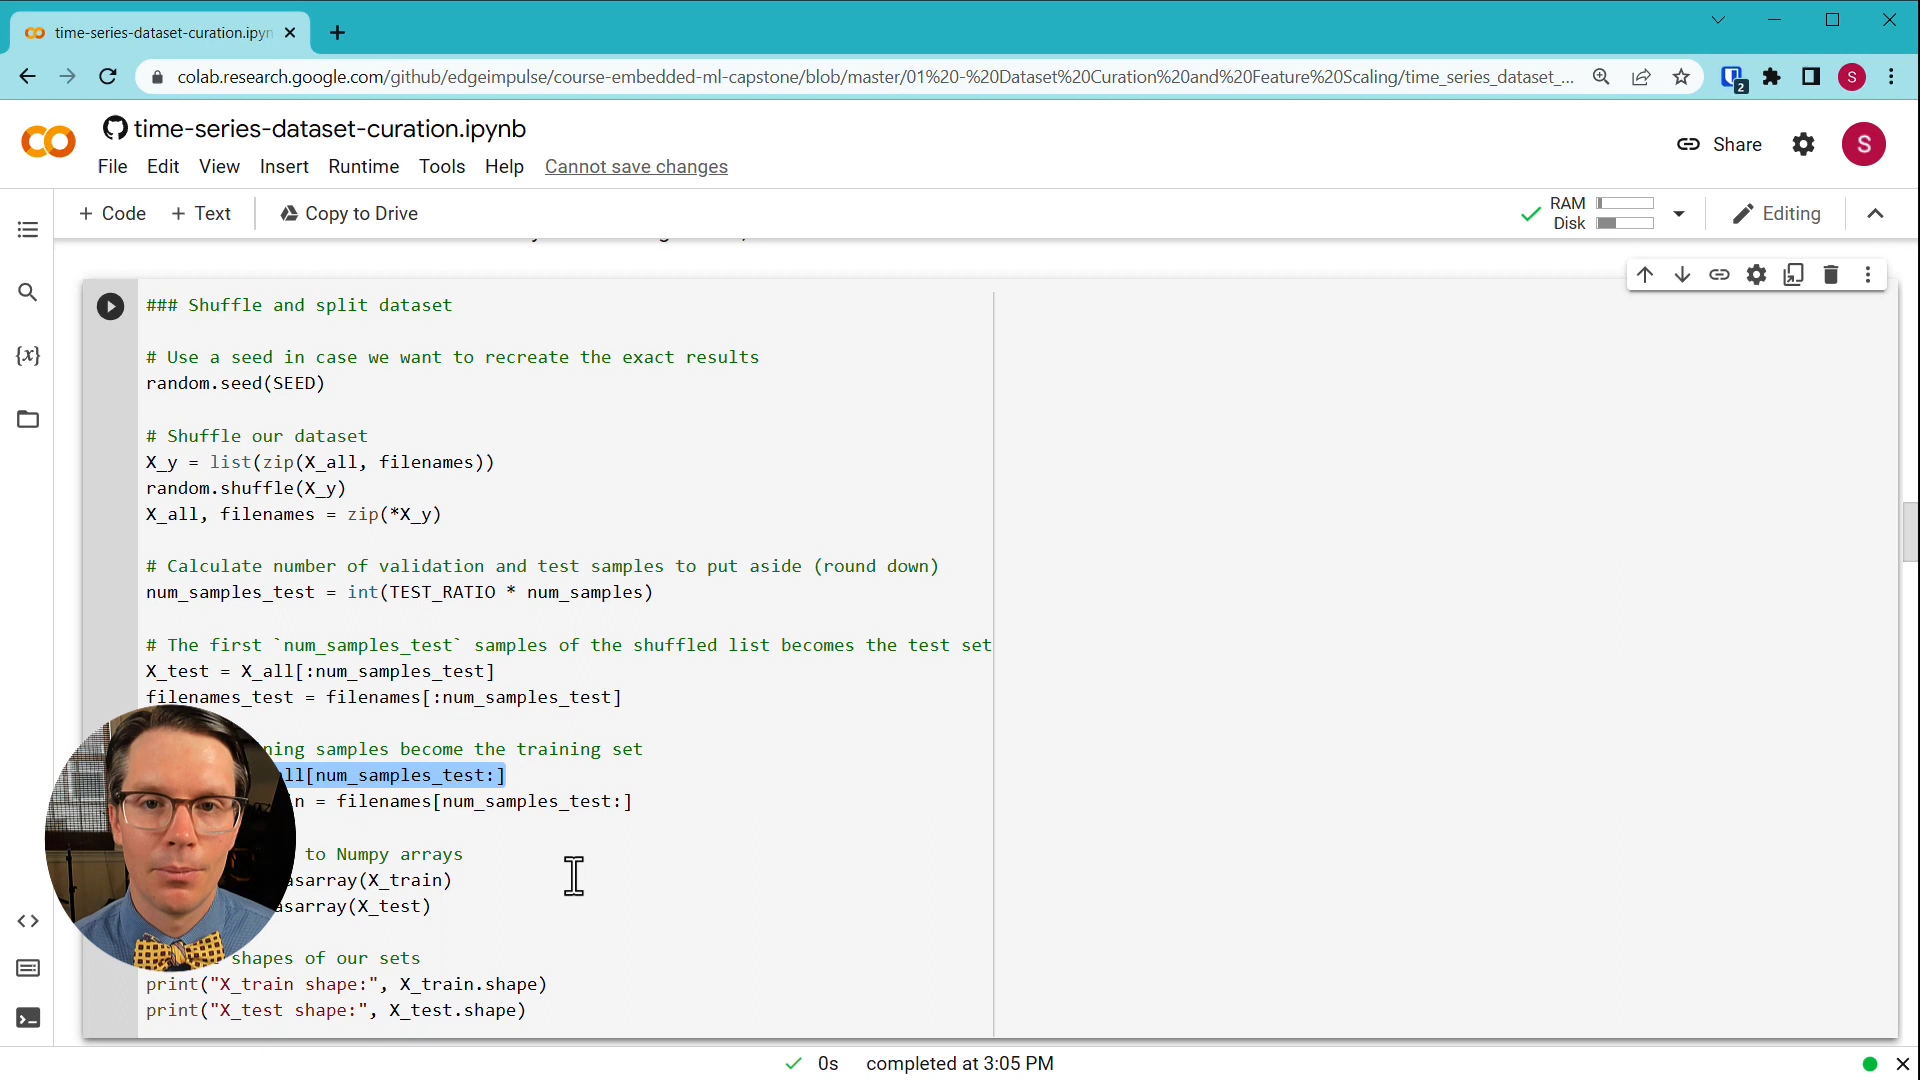 time-series-dataset-curation.ipyn
colab.research.google.com/github/edgeimpulse/course-embedded-ml-capstone/blob/master/01%20-%20Dataset%20Curation%20and%20Feature%20Scaling/time_series_dataset_...
2
S
time-series-dataset-curation.ipynb
Share
S
File Edit View Insert Runtime Tools Help Cannot save changes
+ Code + Text Copy to Drive
RAM
Disk
Editing
### Shuffle and split dataset
# Use a seed in case we want to recreate the exact results
random.seed(SEED)
# Shuffle our dataset
X_y = list(zip(X_all, filenames))
random.shuffle(X_y)
X_all, filenames = zip(*X_y)
# Calculate number of validation and test samples to put aside (round down)
num_samples_test = int(TEST_RATIO * num_samples)
# The first `num_samples_test` samples of the shuffled list becomes the test set
X_test = X_all[:num_samples_test]
filenames_test = filenames[:num_samples_test]
ning samples become the training set
all[num_samples_test:]
n = filenames[num_samples_test:]
to Numpy arrays
asarray(X_train)
asarray(X_test)
shapes of our sets
print("X_train shape:", X_train.shape)
print("X_test shape:", X_test.shape)
0s completed at 3:05 PM